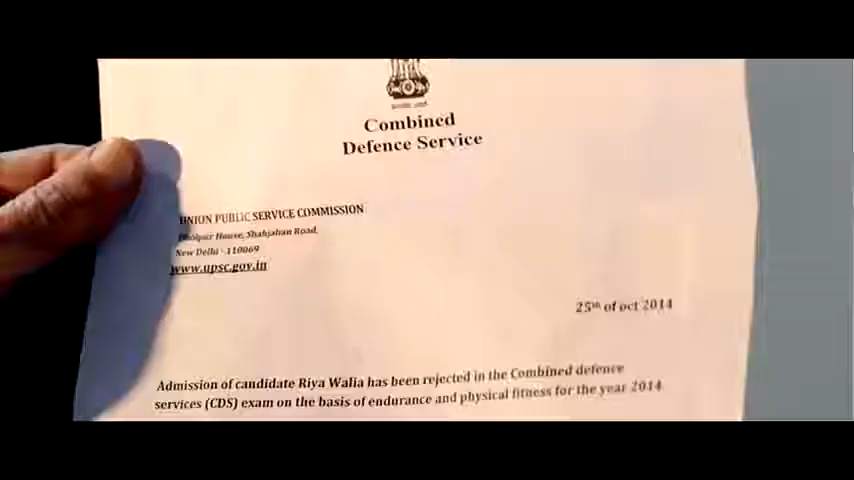 Combined
Defence Service
UNION PUBLIC SERVICE COMMISSION
Dholpur House, Shahjahan Road,
New Delhi - 110069
www.upsc.gov.in
25th of oct 2014
Admission of candidate Riya Walia has been rejected in the Combined defence
services (CDS) exam on the basis of endurance and physical fitness for the year 2014